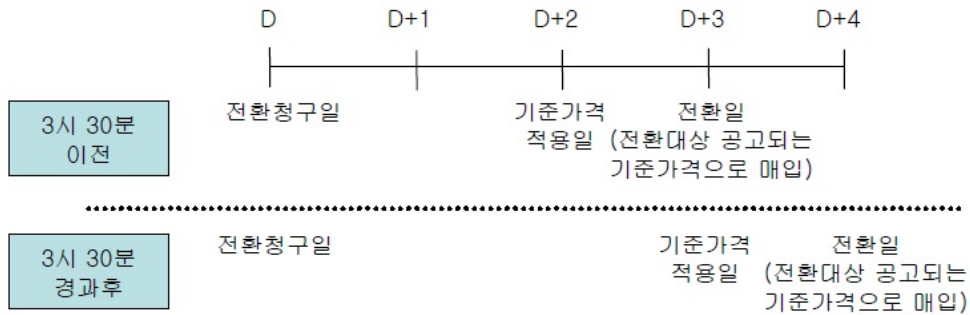 D D+1 D+2 D+3 D+4
3시 30분
이전
전환청구일 기준가격 전환일
적용일 (전환대상 공고되는
기준가격으로 매입)
3시 30분
경과후
전환청구일 기준가격 전환일
적용일 (전환대상 공고되는
기준가격으로 매입)